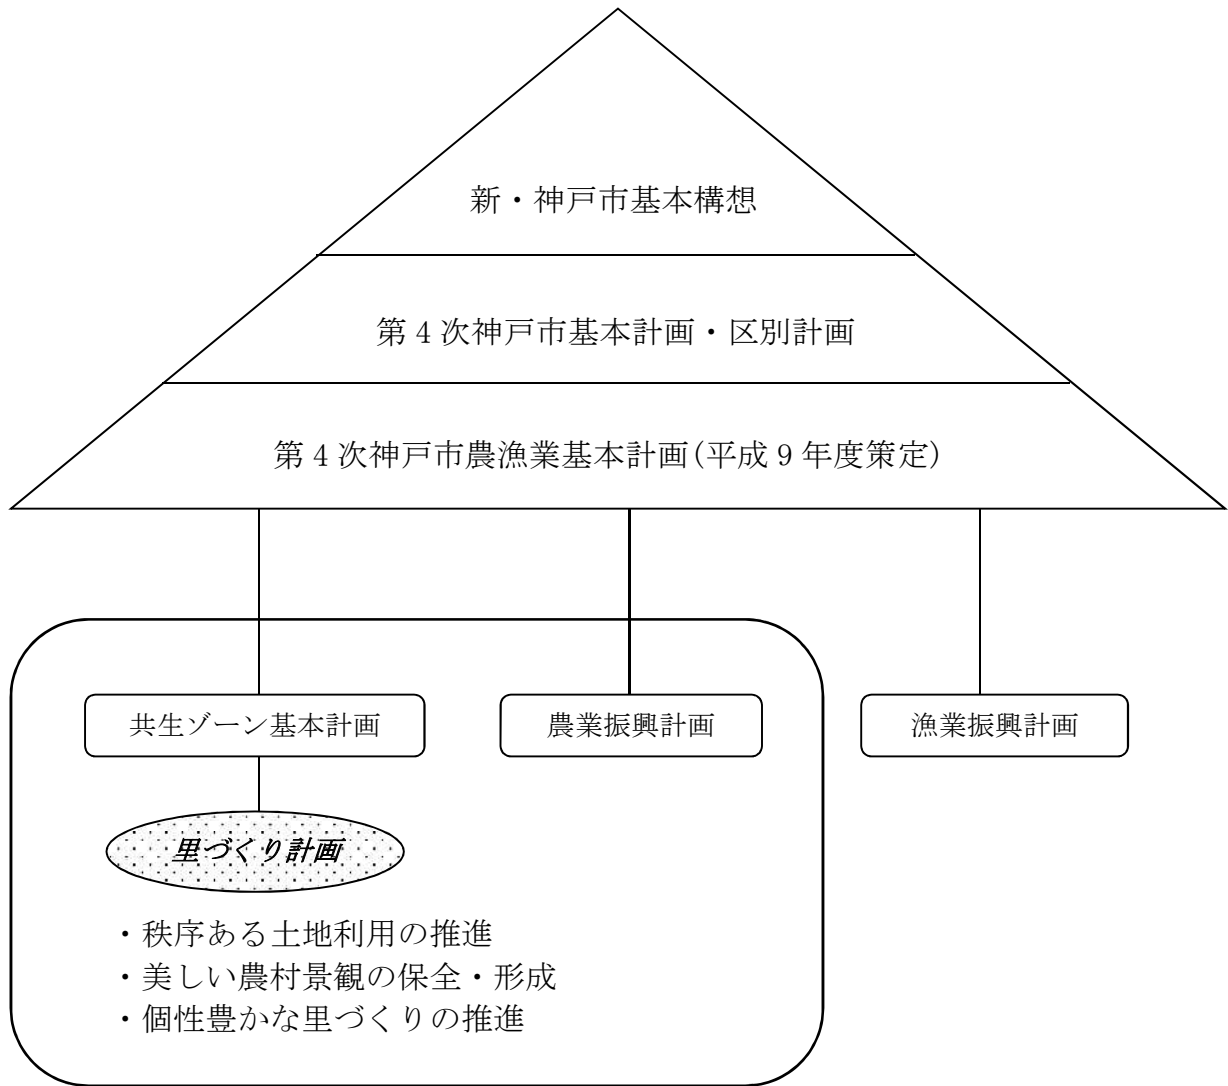 新・神戸市基本構想
第４次神戸市基本計画・区別計画
第４次神戸市農漁業基本計画(平成９年度策定)
共生ゾーン基本計画
農業振興計画
漁業振興計画
里づくり計画
・秩序ある土地利用の推進
・美しい農村景観の保全・形成
・個性豊かな里づくりの推進